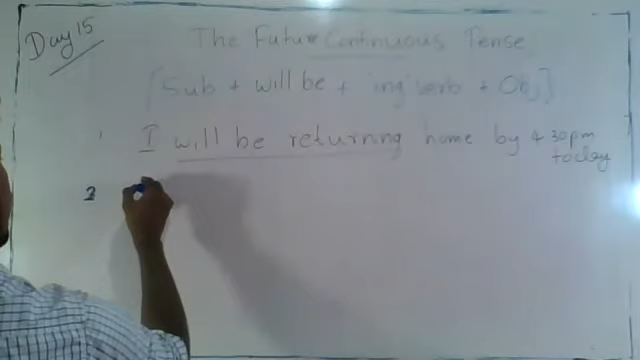 Day 15
The Future Continuous Tense
[Sub + will be + 'ing' verb + Obj]
1 I will be returning home by 4 30pm
today
2